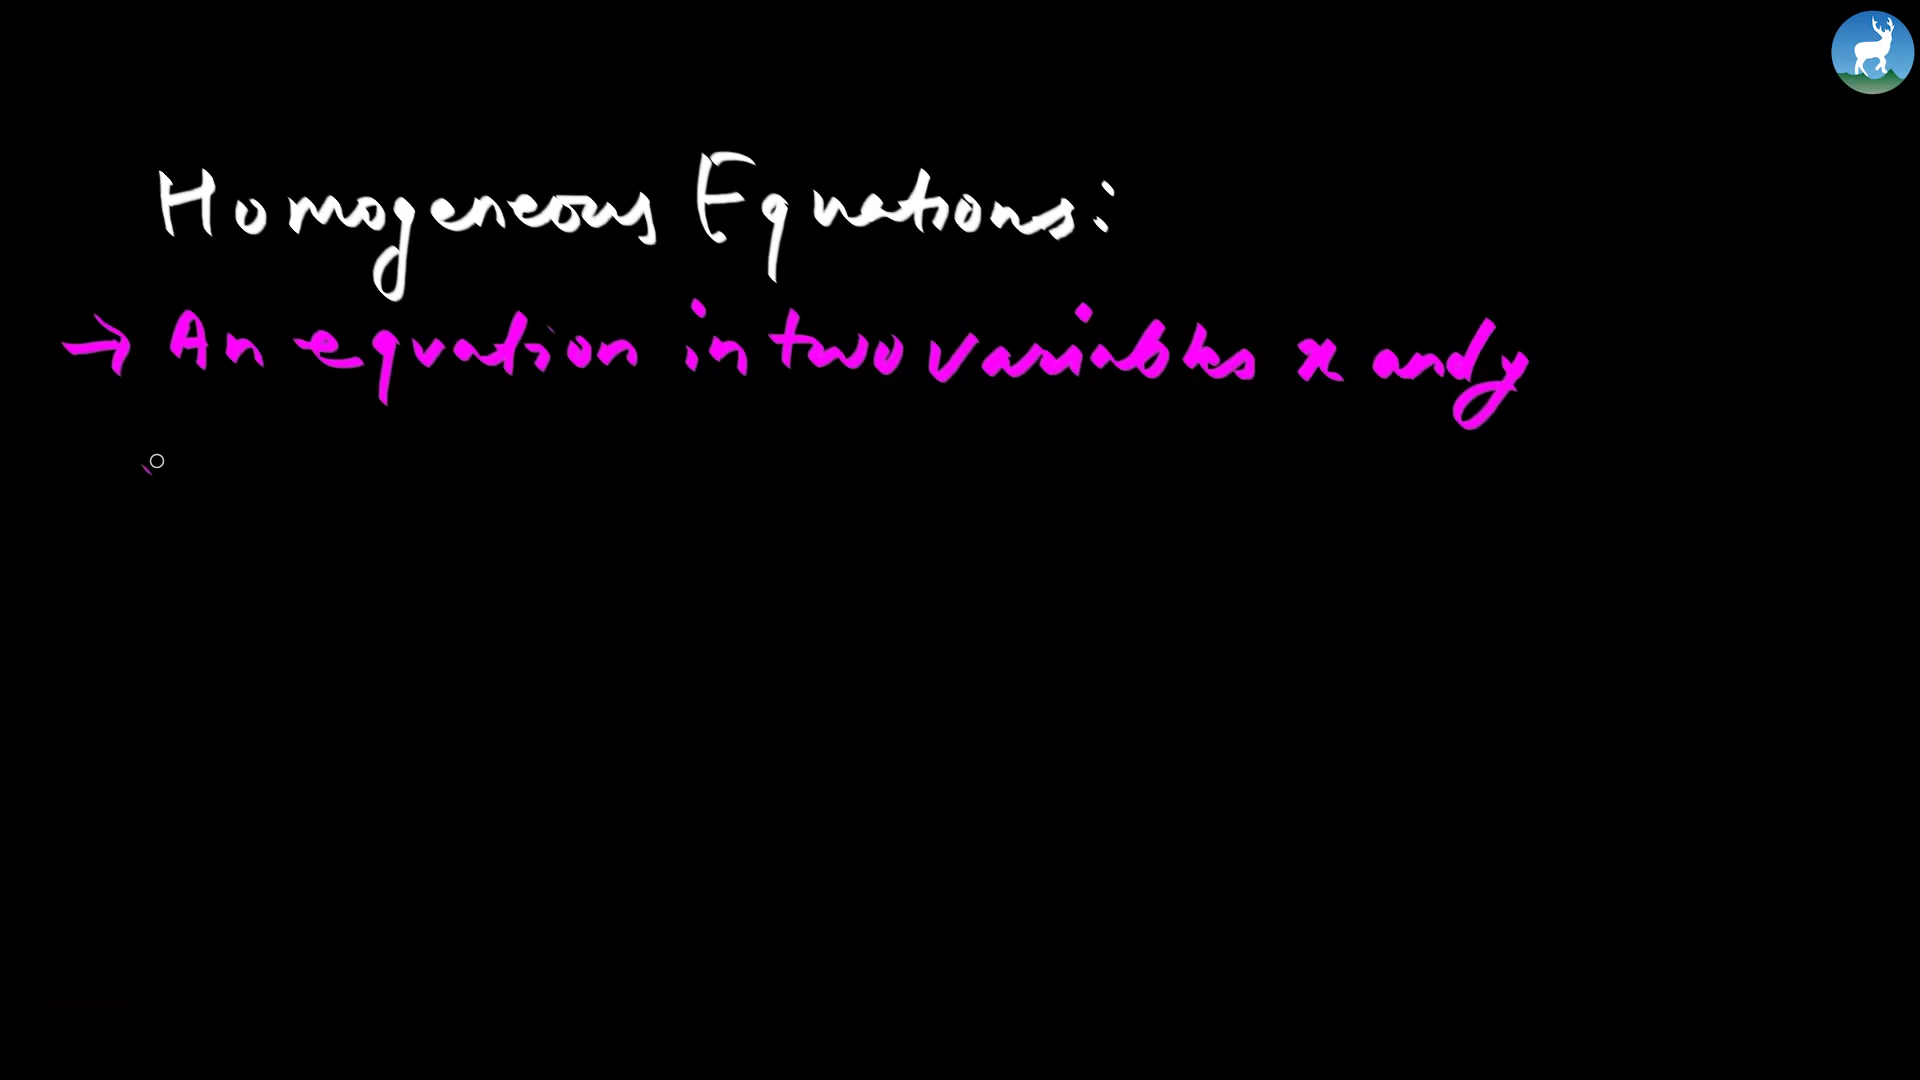 Homogeneous Equations:
→ An equation in two variables x and y